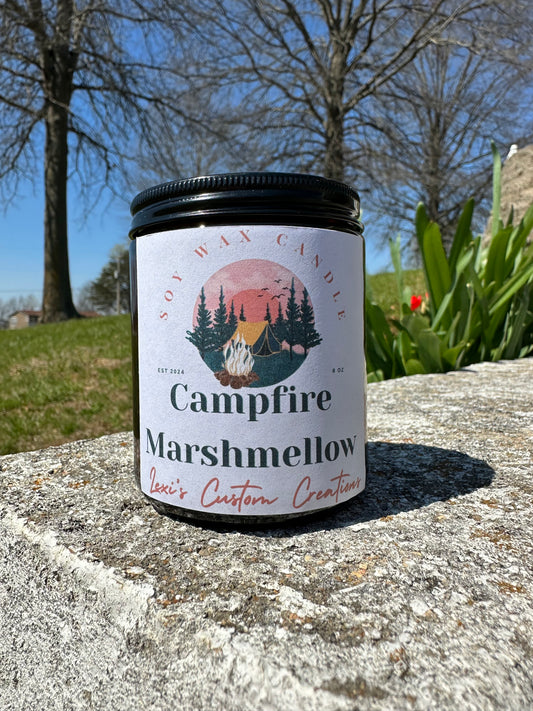 SOY WAX CANDLE
EST 2024
8 OZ
Campfire
Marshmellow
Lexi's Custom Creations